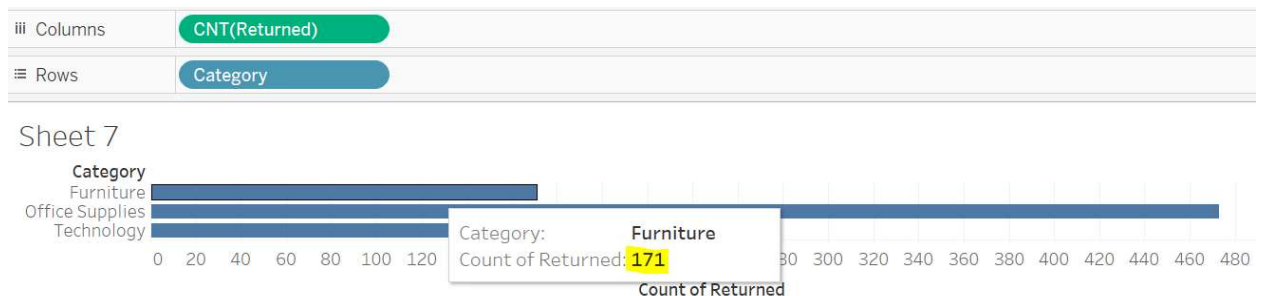 iii Columns CNT(Returned)
Rows Category
Sheet 7
Category
Furniture
Office Supplies
Technology
Category: Furniture
Count of Returned: 171
0 20 40 60 80 100 120 300 320 340 360 380 400 420 440 460 480
Count of Returned